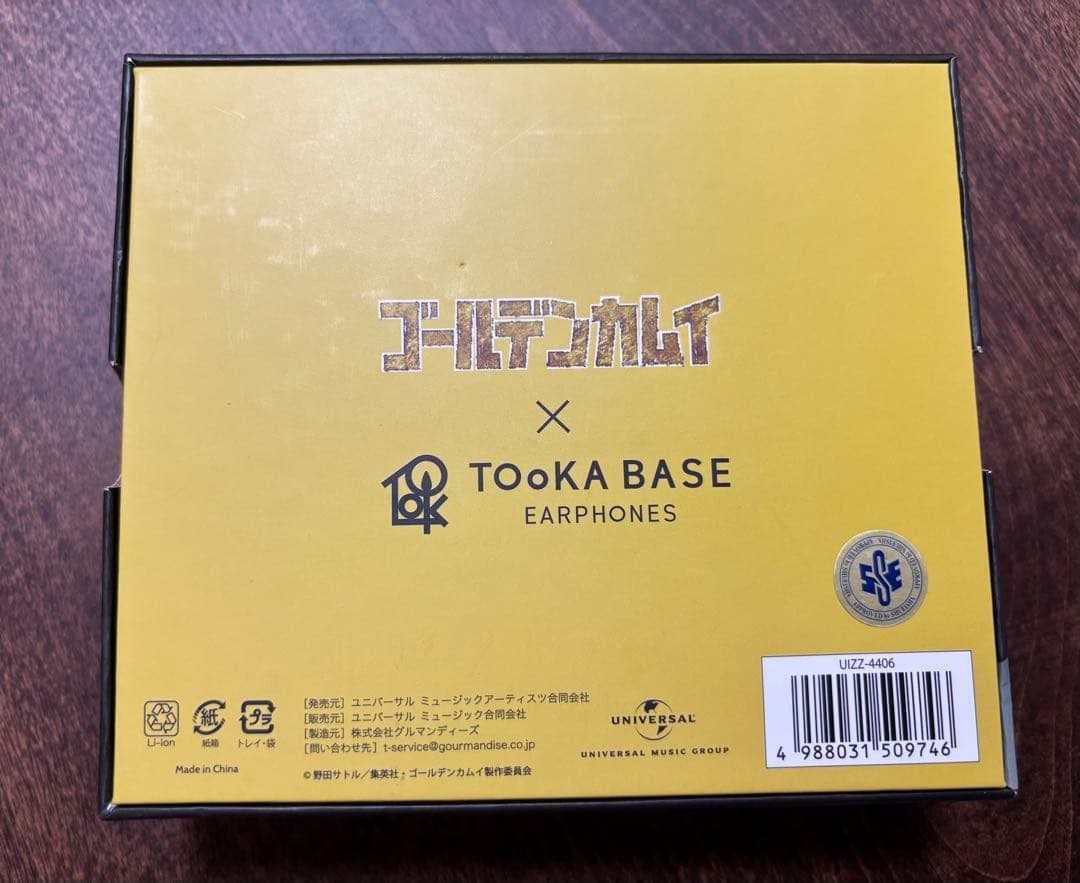 ゴールデンカムイ
×
TOoKA BASE
EARPHONES
SSE
APPROVED by SHUEISHA
UIZZ-4406
4 988031 509746
Li-ion
紙
紙箱
プラ
トレイ・袋
Made in China
[発売元] ユニバーサル ミュージックアーティスツ合同会社
[販売元] ユニバーサル ミュージック合同会社
[製造元] 株式会社グルマンディーズ
[問い合わせ先] t-service@gourmandise.co.jp
© 野田サトル/集英社・ゴールデンカムイ製作委員会
UNIVERSAL
UNIVERSAL MUSIC GROUP